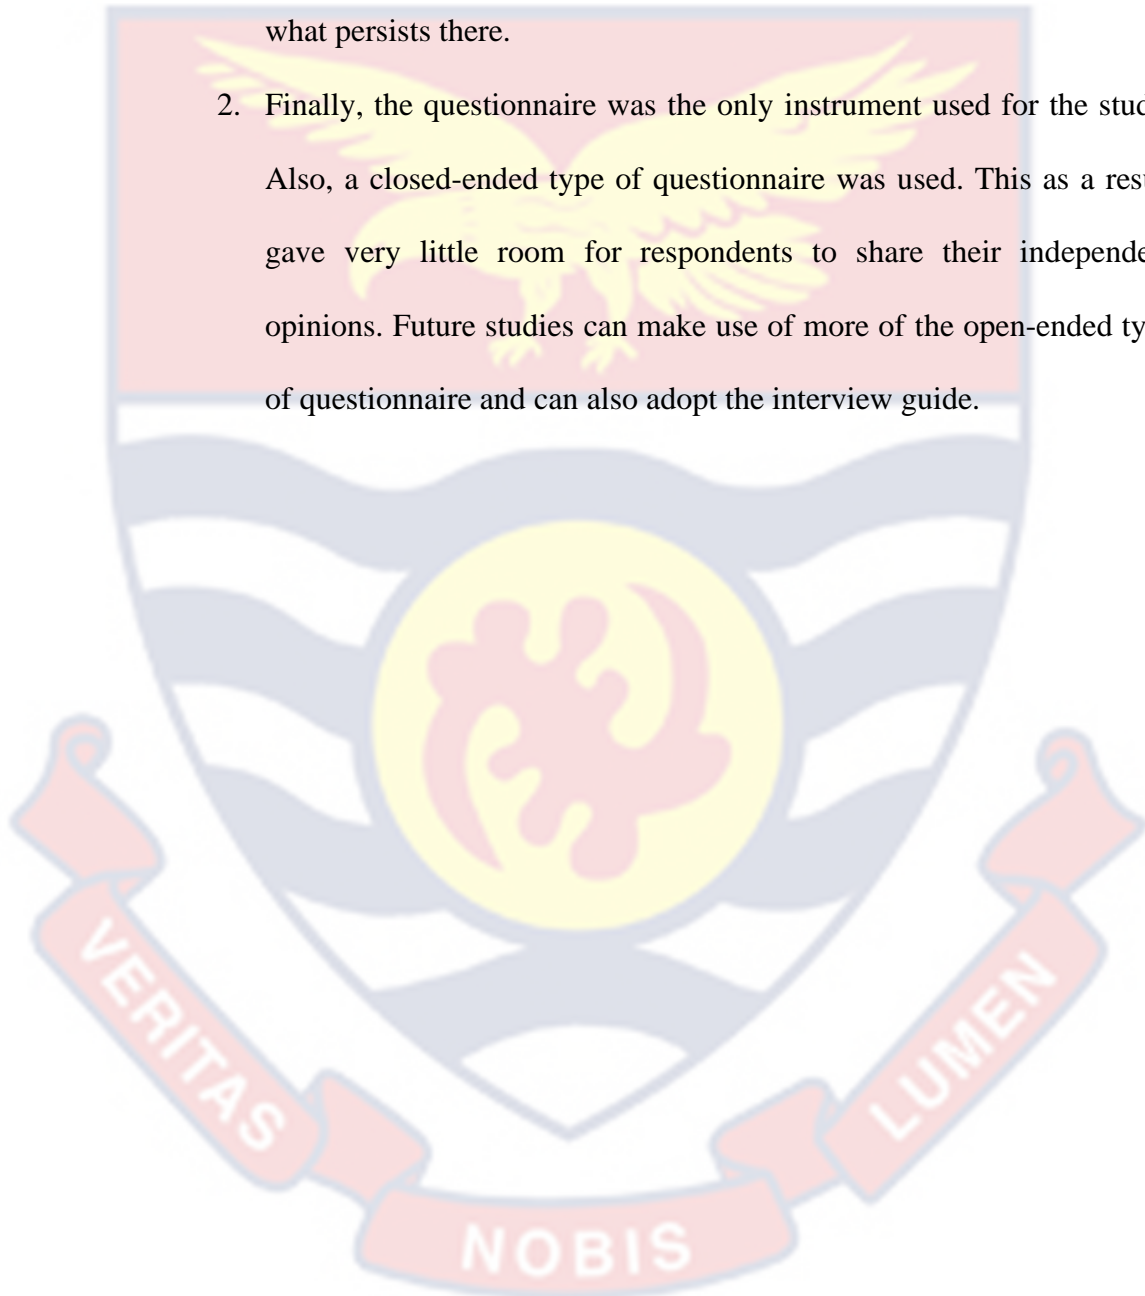 what persists there.
2. Finally, the questionnaire was the only instrument used for the stud
Also, a closed-ended type of questionnaire was used. This as a resu
gave very little room for respondents to share their independe
opinions. Future studies can make use of more of the open-ended ty
of questionnaire and can also adopt the interview guide.
VERITAS
NOBIS
LUMEN